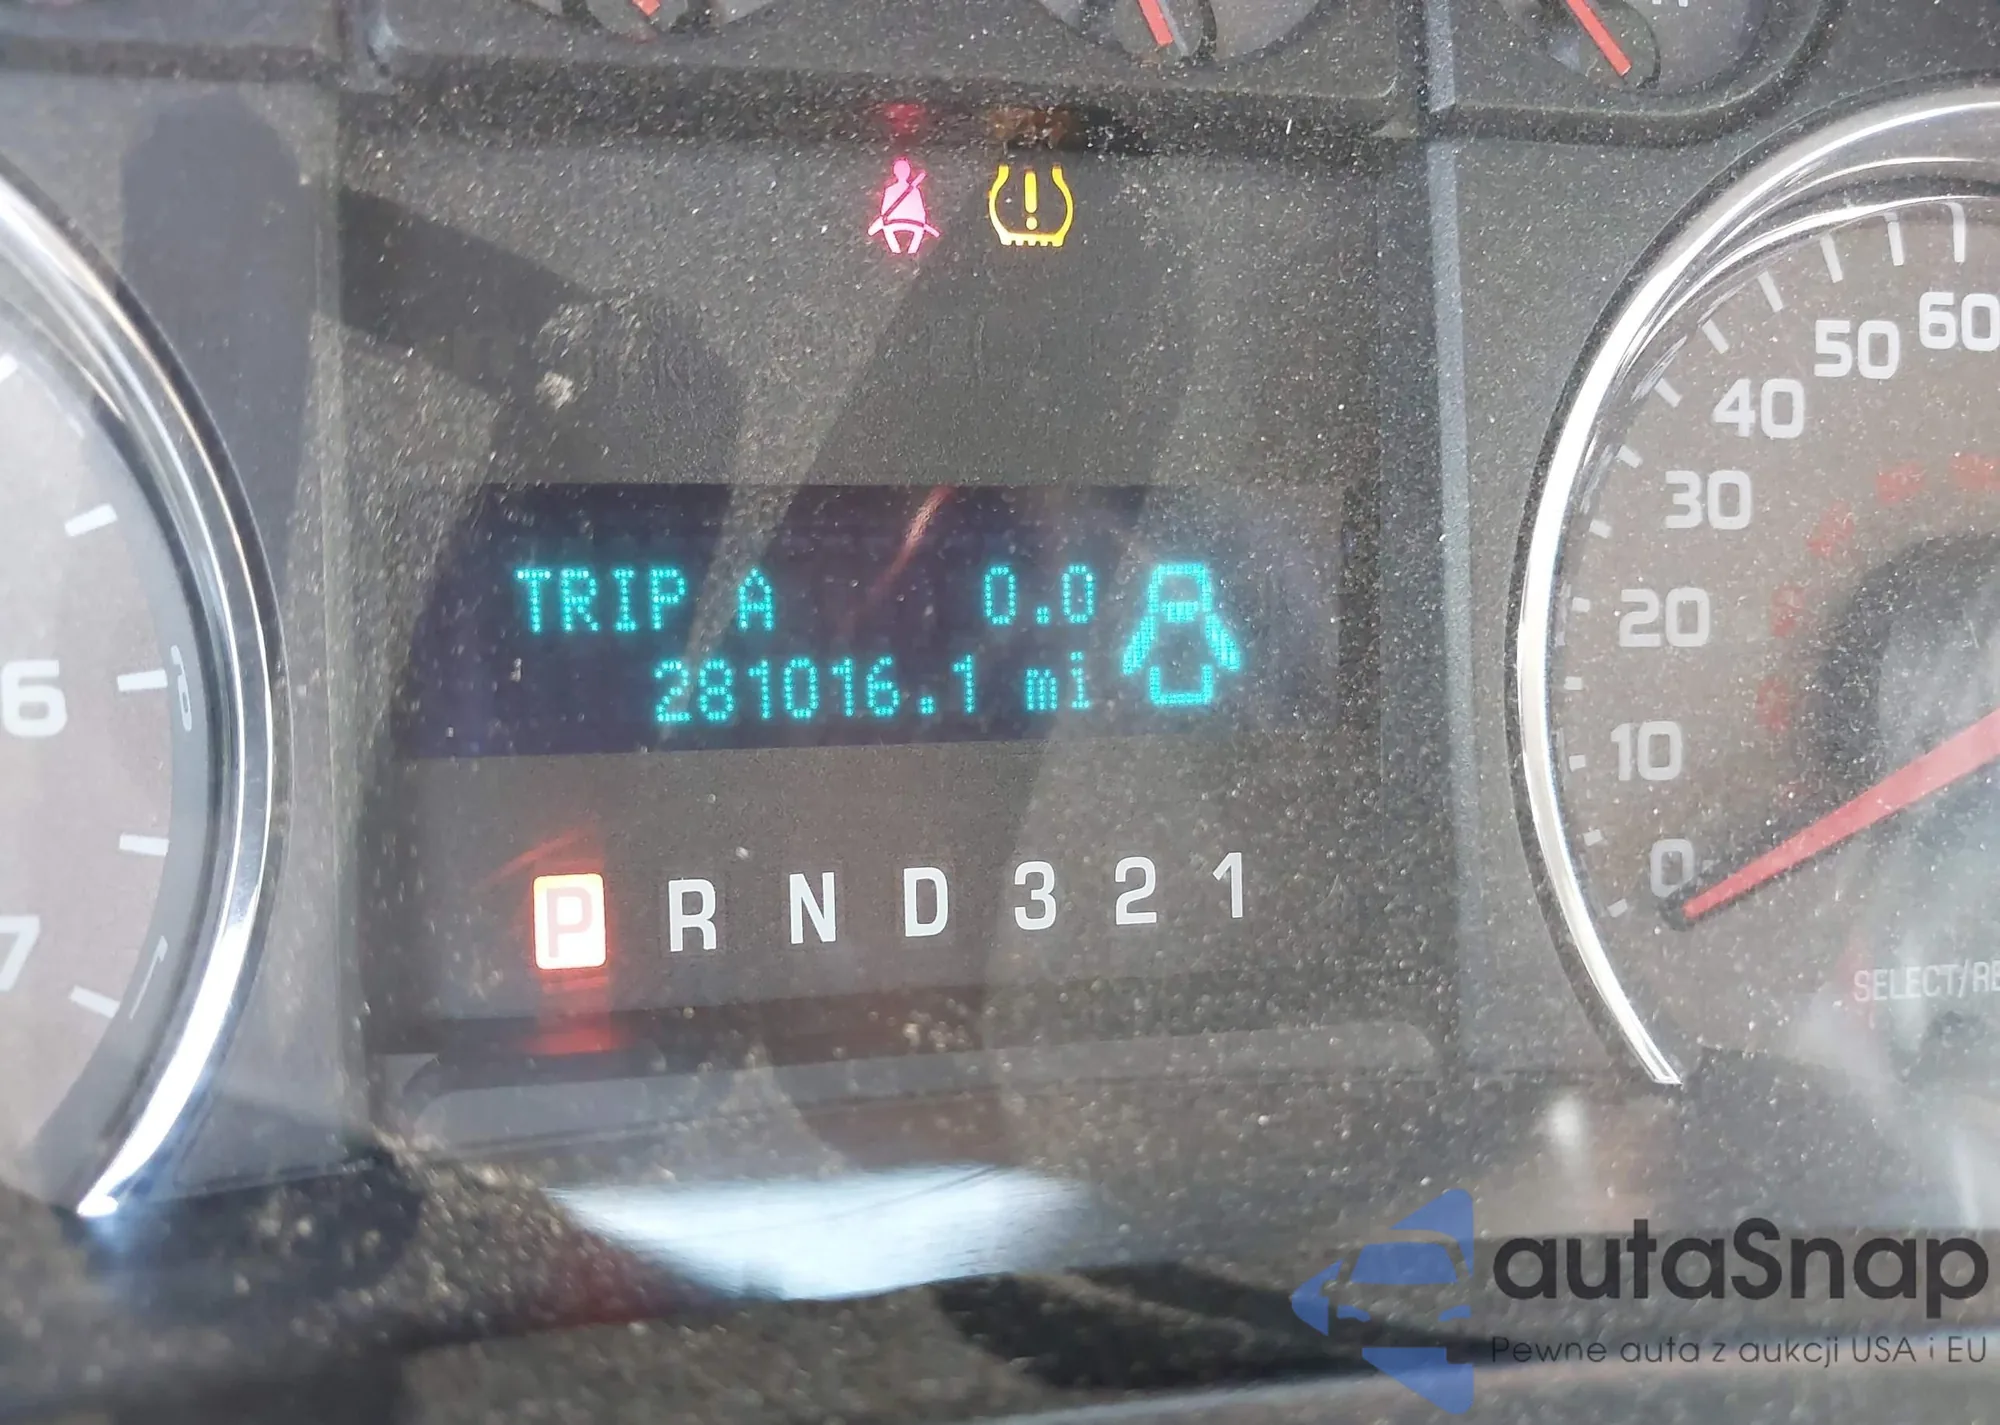 TRIP A 0.0
281016.1 mi
P R N D 3 2 1
6
7
60
50
40
30
20
10
0
autaSnap
Pewne auta z aukcji USA i EU